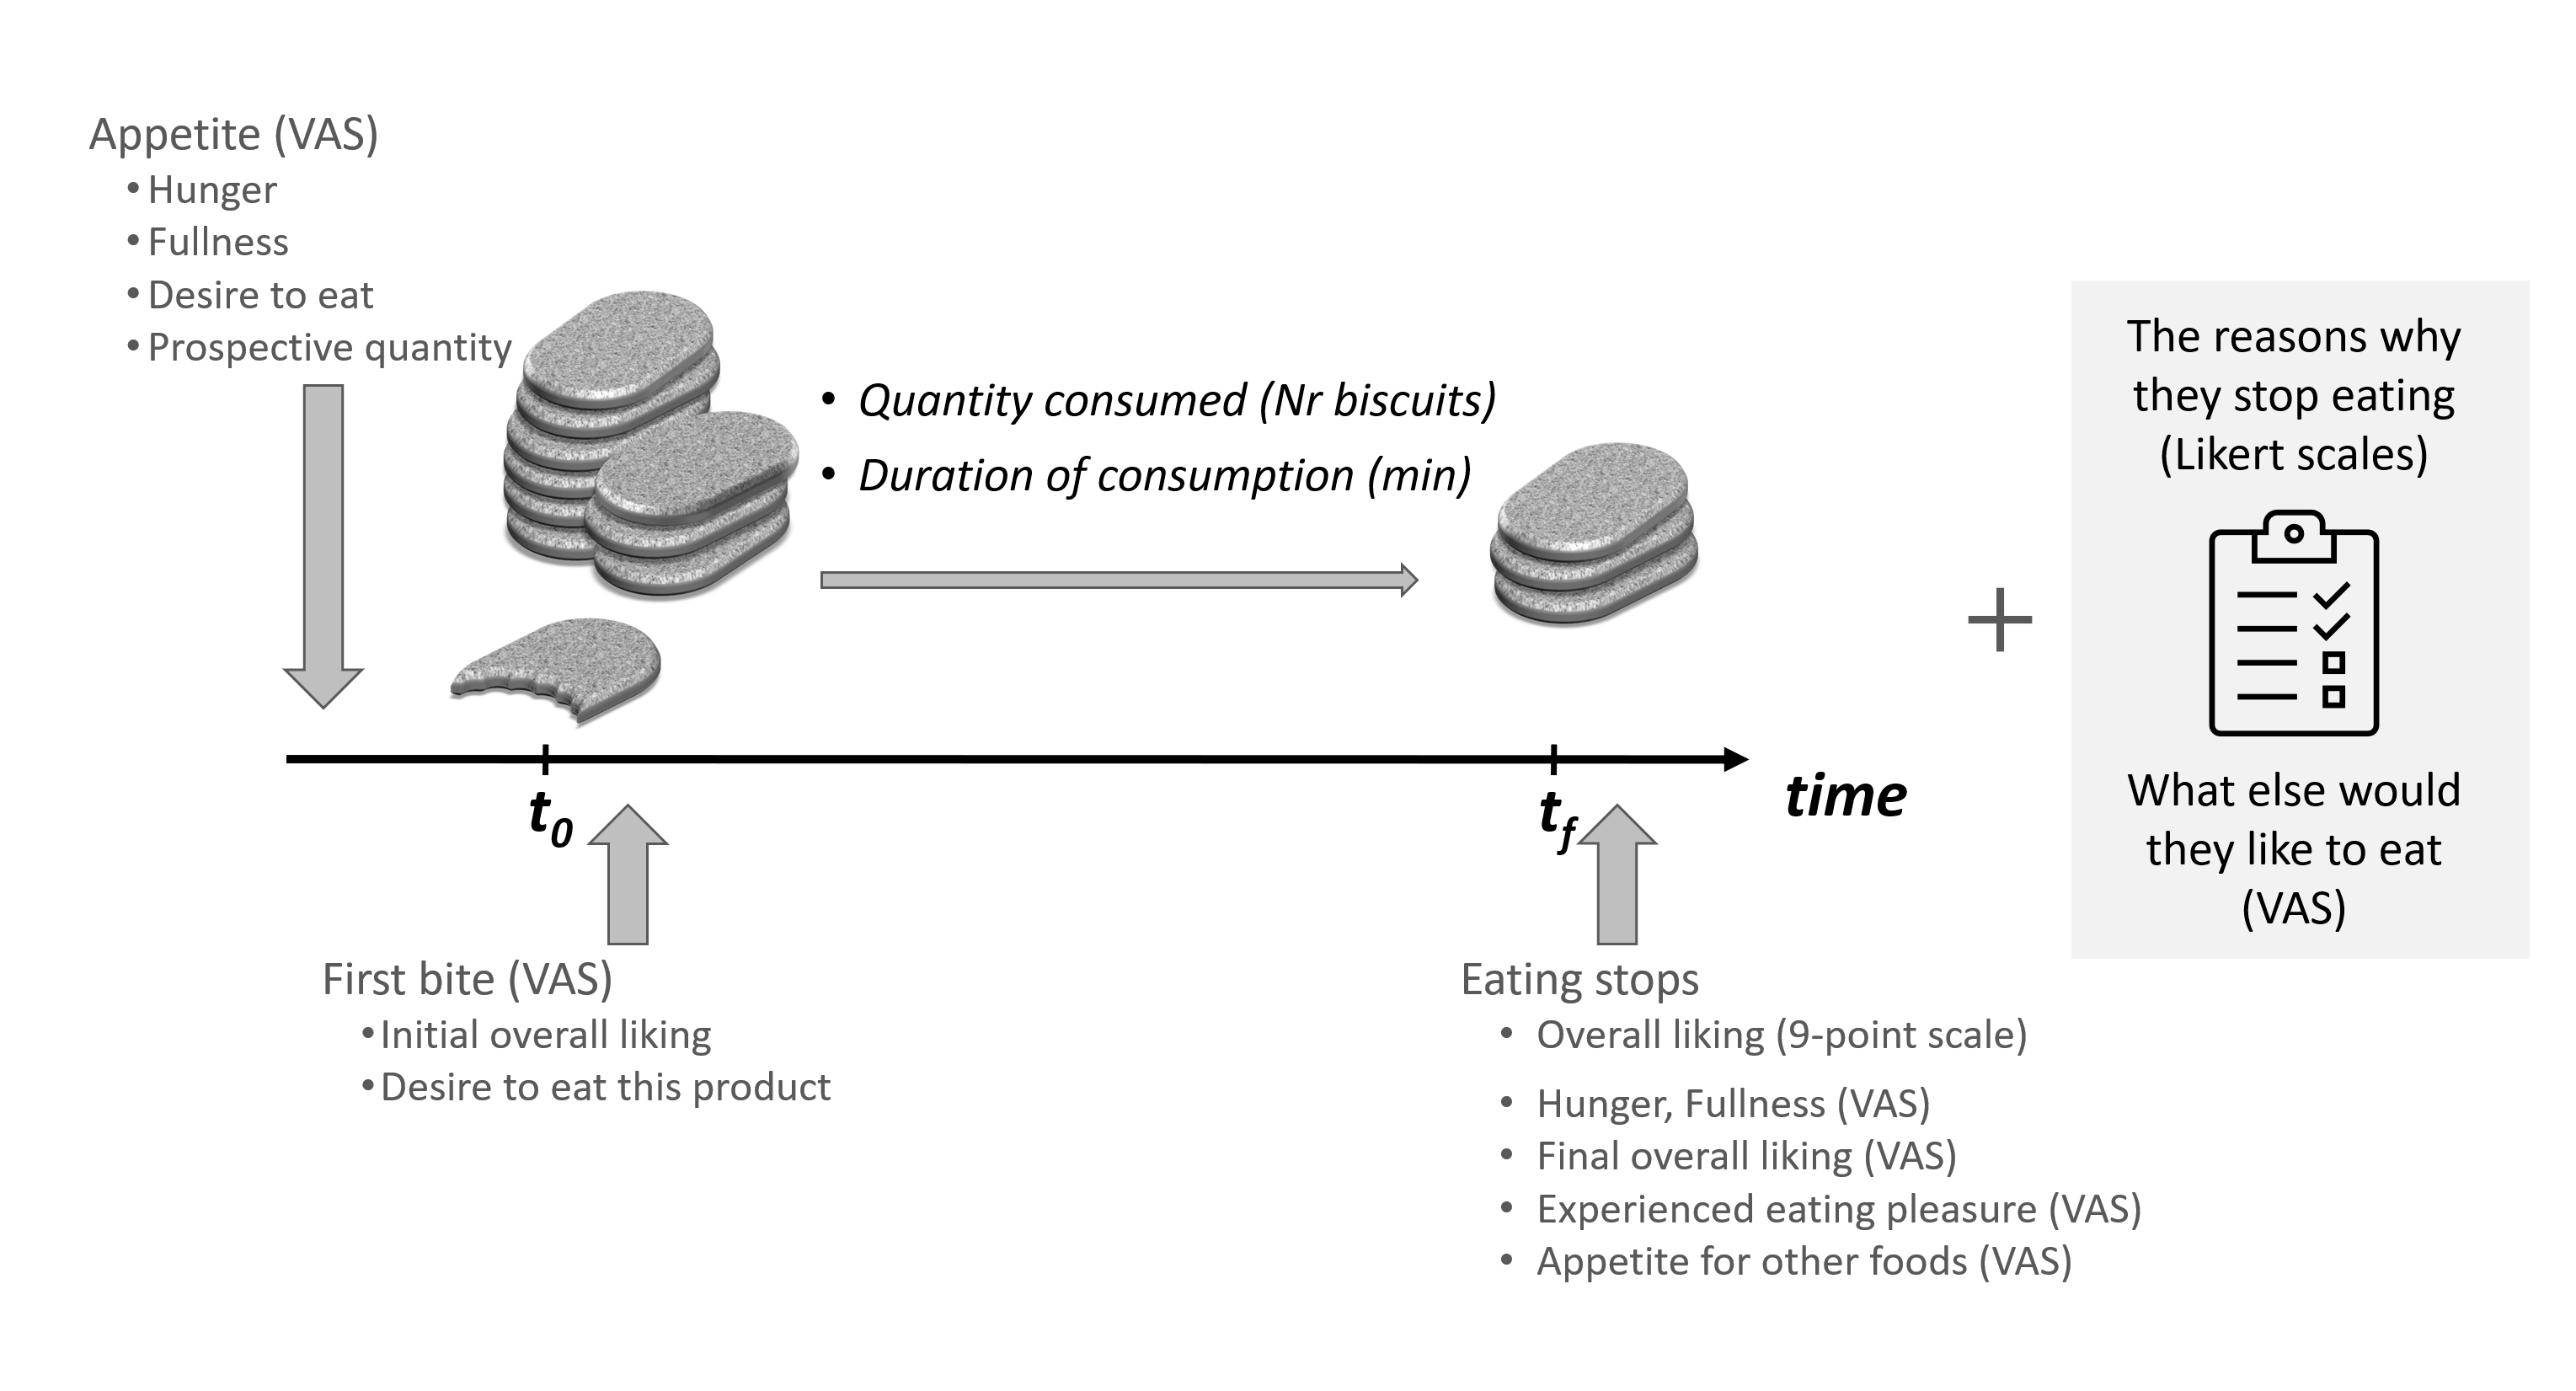 Appetite (VAS)
• Hunger
• Fullness
• Desire to eat
• Prospective quantity
• Quantity consumed (Nr biscuits)
• Duration of consumption (min)
t0
tf
time
First bite (VAS)
• Initial overall liking
• Desire to eat this product
Eating stops
• Overall liking (9-point scale)
• Hunger, Fullness (VAS)
• Final overall liking (VAS)
• Experienced eating pleasure (VAS)
• Appetite for other foods (VAS)
+
The reasons why
they stop eating
(Likert scales)
What else would
they like to eat
(VAS)